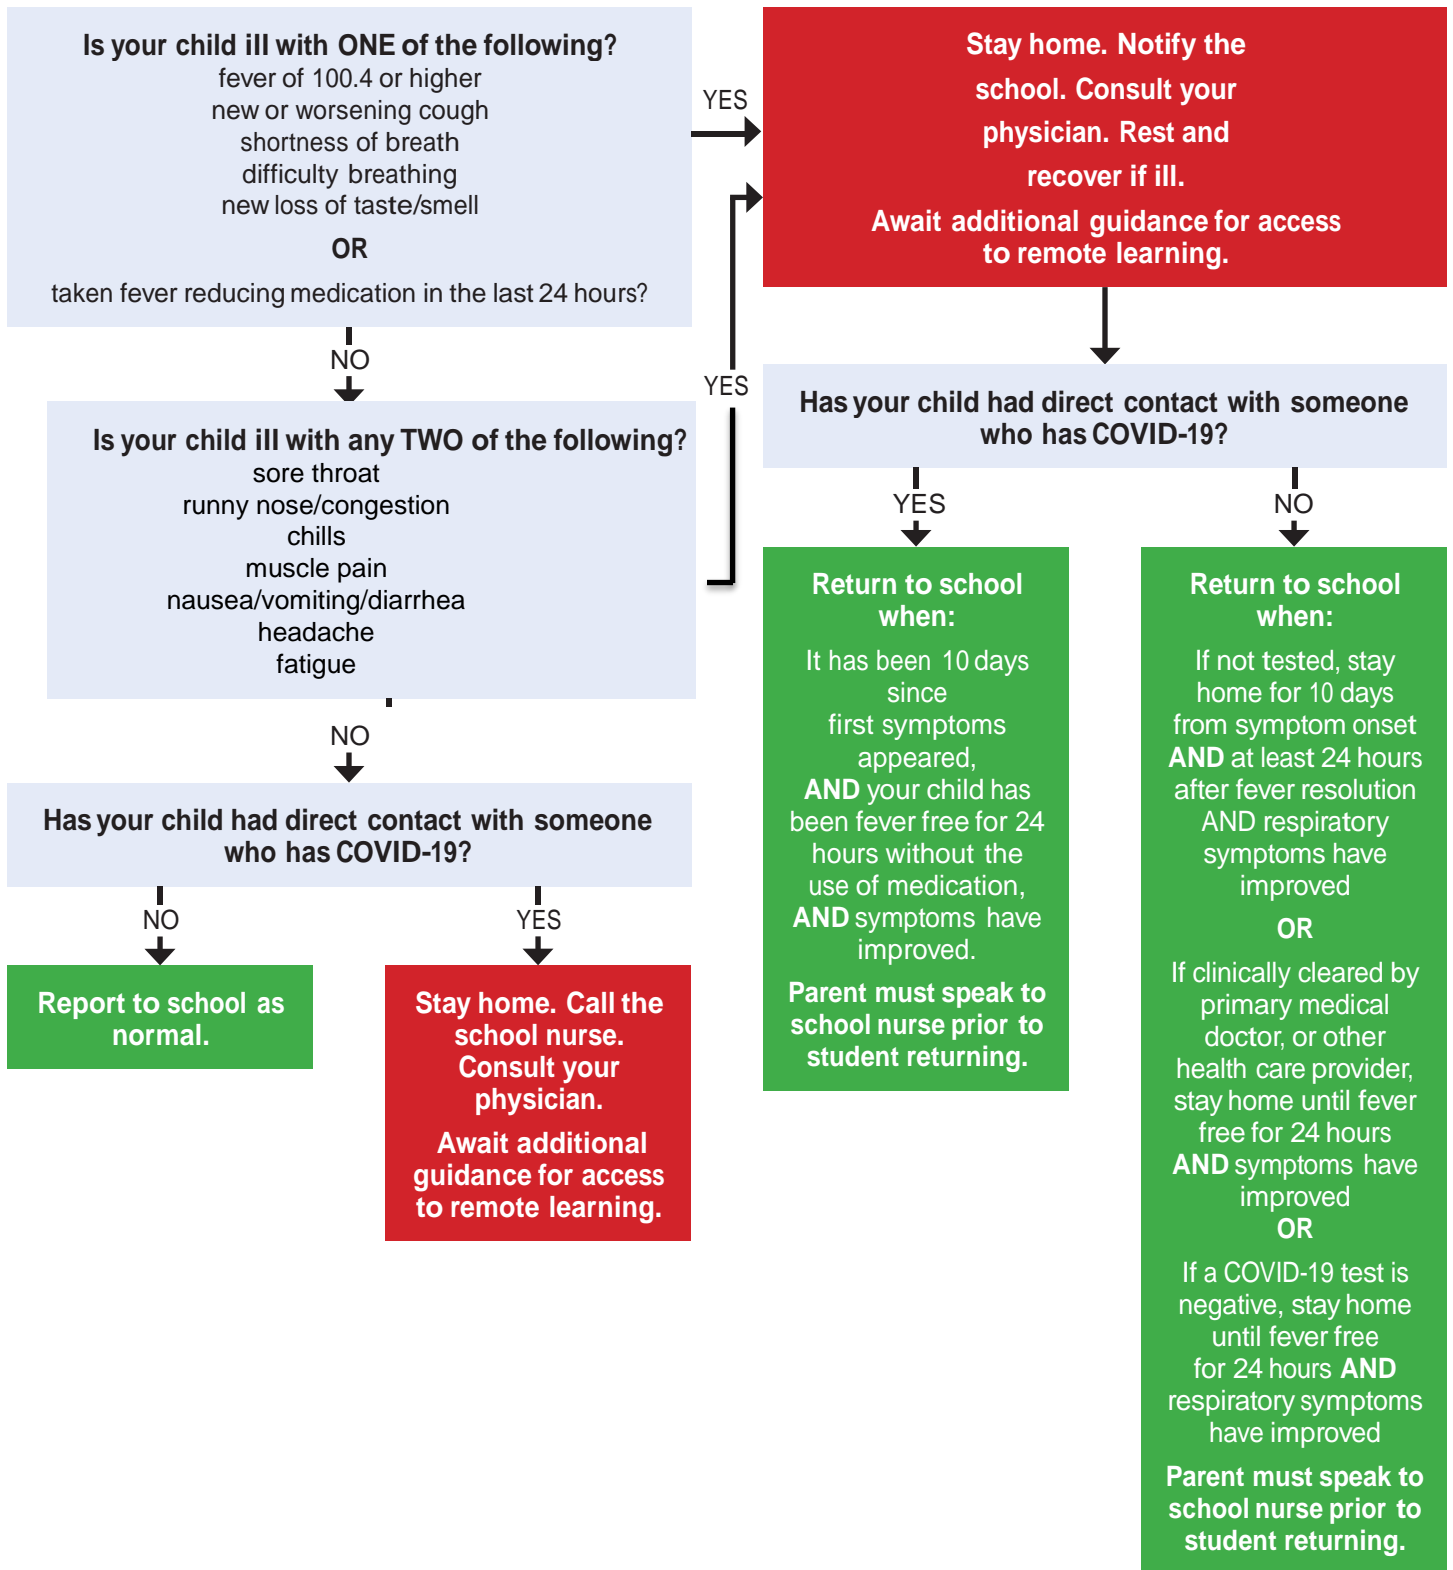 Is your child ill with ONE of the following?
fever of 100.4 or higher
new or worsening cough
shortness of breath
difficulty breathing
new loss of taste/smell
OR
taken fever reducing medication in the last 24 hours?
YES
Stay home. Notify the
school. Consult your
physician. Rest and
recover if ill.
Await additional guidance for access
to remote learning.
NO
Is your child ill with any TWO of the following?
sore throat
runny nose/congestion
chills
muscle pain
nausea/vomiting/diarrhea
headache
fatigue
YES
NO
Has your child had direct contact with someone
who has COVID-19?
NO
Report to school as
normal.
YES
Stay home. Call the
school nurse.
Consult your
physician.
Await additional
guidance for access
to remote learning.
Has your child had direct contact with someone
who has COVID-19?
YES
Return to school
when:
It has been 10 days
since
first symptoms
appeared,
AND your child has
been fever free for 24
hours without the
use of medication,
AND symptoms have
improved.
Parent must speak to
school nurse prior to
student returning.
NO
Return to school
when:
If not tested, stay
home for 10 days
from symptom onset
AND at least 24 hours
after fever resolution
AND respiratory
symptoms have
improved
OR
If clinically cleared by
primary medical
doctor, or other
health care provider,
stay home until fever
free for 24 hours
AND symptoms have
improved
OR
If a COVID-19 test is
negative, stay home
until fever free
for 24 hours AND
respiratory symptoms
have improved
Parent must speak to
school nurse prior to
student returning.